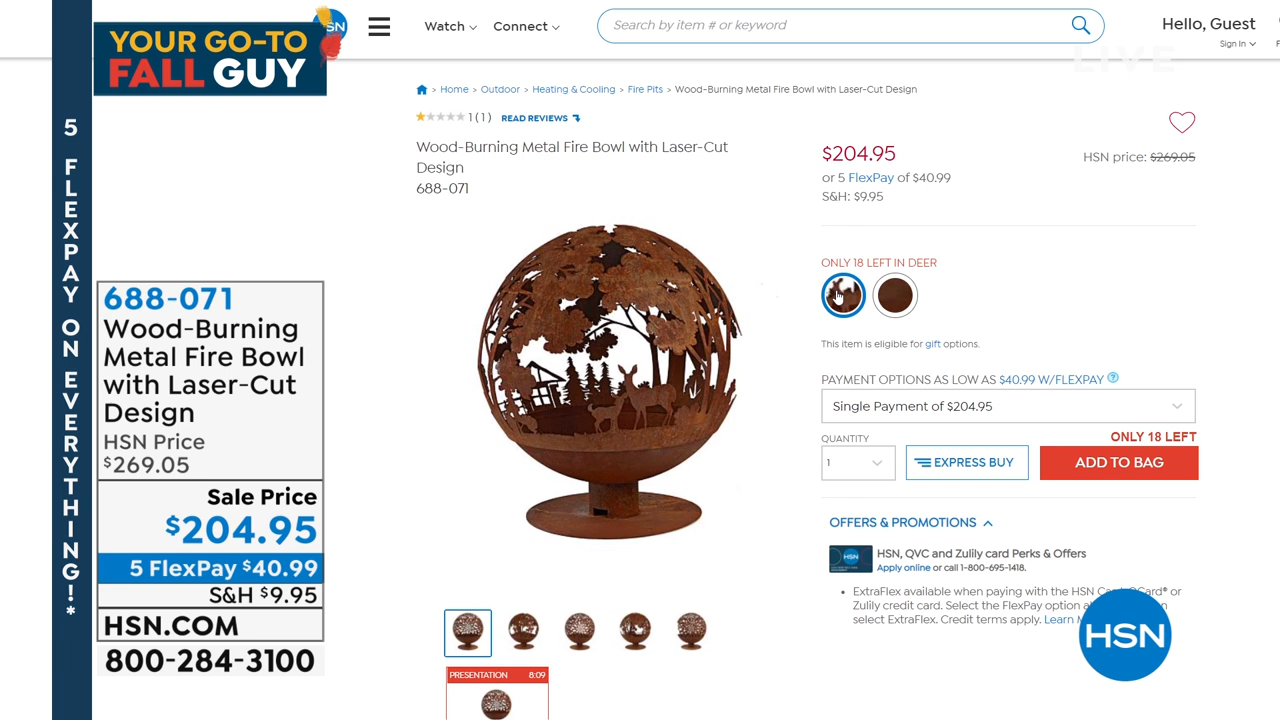 YOUR GO-TO
FALL GUY
5 FLEXPAY ON EVERYTHING!*
688-071
Wood-Burning
Metal Fire Bowl
with Laser-Cut
Design
HSN Price
$269.05
Sale Price
$204.95
5 FlexPay $40.99
S&H $9.95
HSN.COM
800-284-3100
Watch
Connect
Search by item # or keyword
Hello, Guest
Sign In
LIVE
Home > Outdoor > Heating & Cooling > Fire Pits > Wood-Burning Metal Fire Bowl with Laser-Cut Design
1 (1) READ REVIEWS
Wood-Burning Metal Fire Bowl with Laser-Cut
Design
688-071
$204.95
HSN price: $269.05
or 5 FlexPay of $40.99
S&H: $9.95
ONLY 18 LEFT IN DEER
This item is eligible for gift options.
PAYMENT OPTIONS AS LOW AS $40.99 W/FLEXPAY ?
Single Payment of $204.95
QUANTITY
ONLY 18 LEFT
1
EXPRESS BUY
ADD TO BAG
OFFERS & PROMOTIONS
HSN
HSN, QVC and Zulily card Perks & Offers
Apply online or call 1-800-695-1418.
• ExtraFlex available when paying with the HSN Card® or
Zulily credit card. Select the FlexPay option
select ExtraFlex. Credit terms apply.
HSN
PRESENTATION 8:09